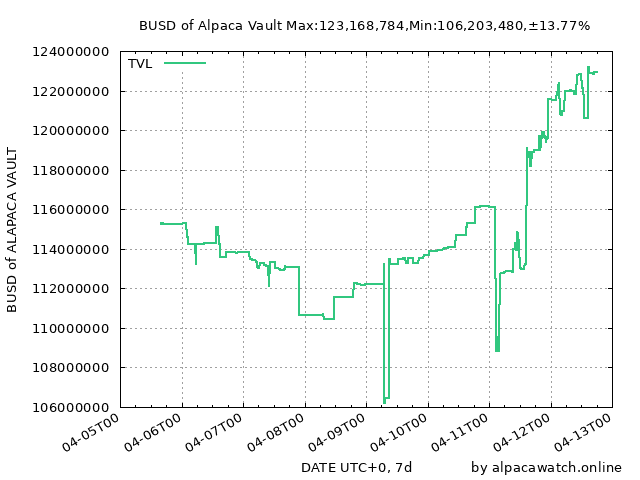 BUSD of Alpaca Vault Max:123,168,784,Min:106,203,480,±13.77%
TVL
124000000
122000000
120000000
118000000
116000000
114000000
112000000
110000000
108000000
106000000
BUSD of ALAPACA VAULT
04-05T00
04-06T00
04-07T00
04-08T00
04-09T00
04-10T00
04-11T00
04-12T00
04-13T00
DATE UTC+0, 7d
by alpacawatch.online